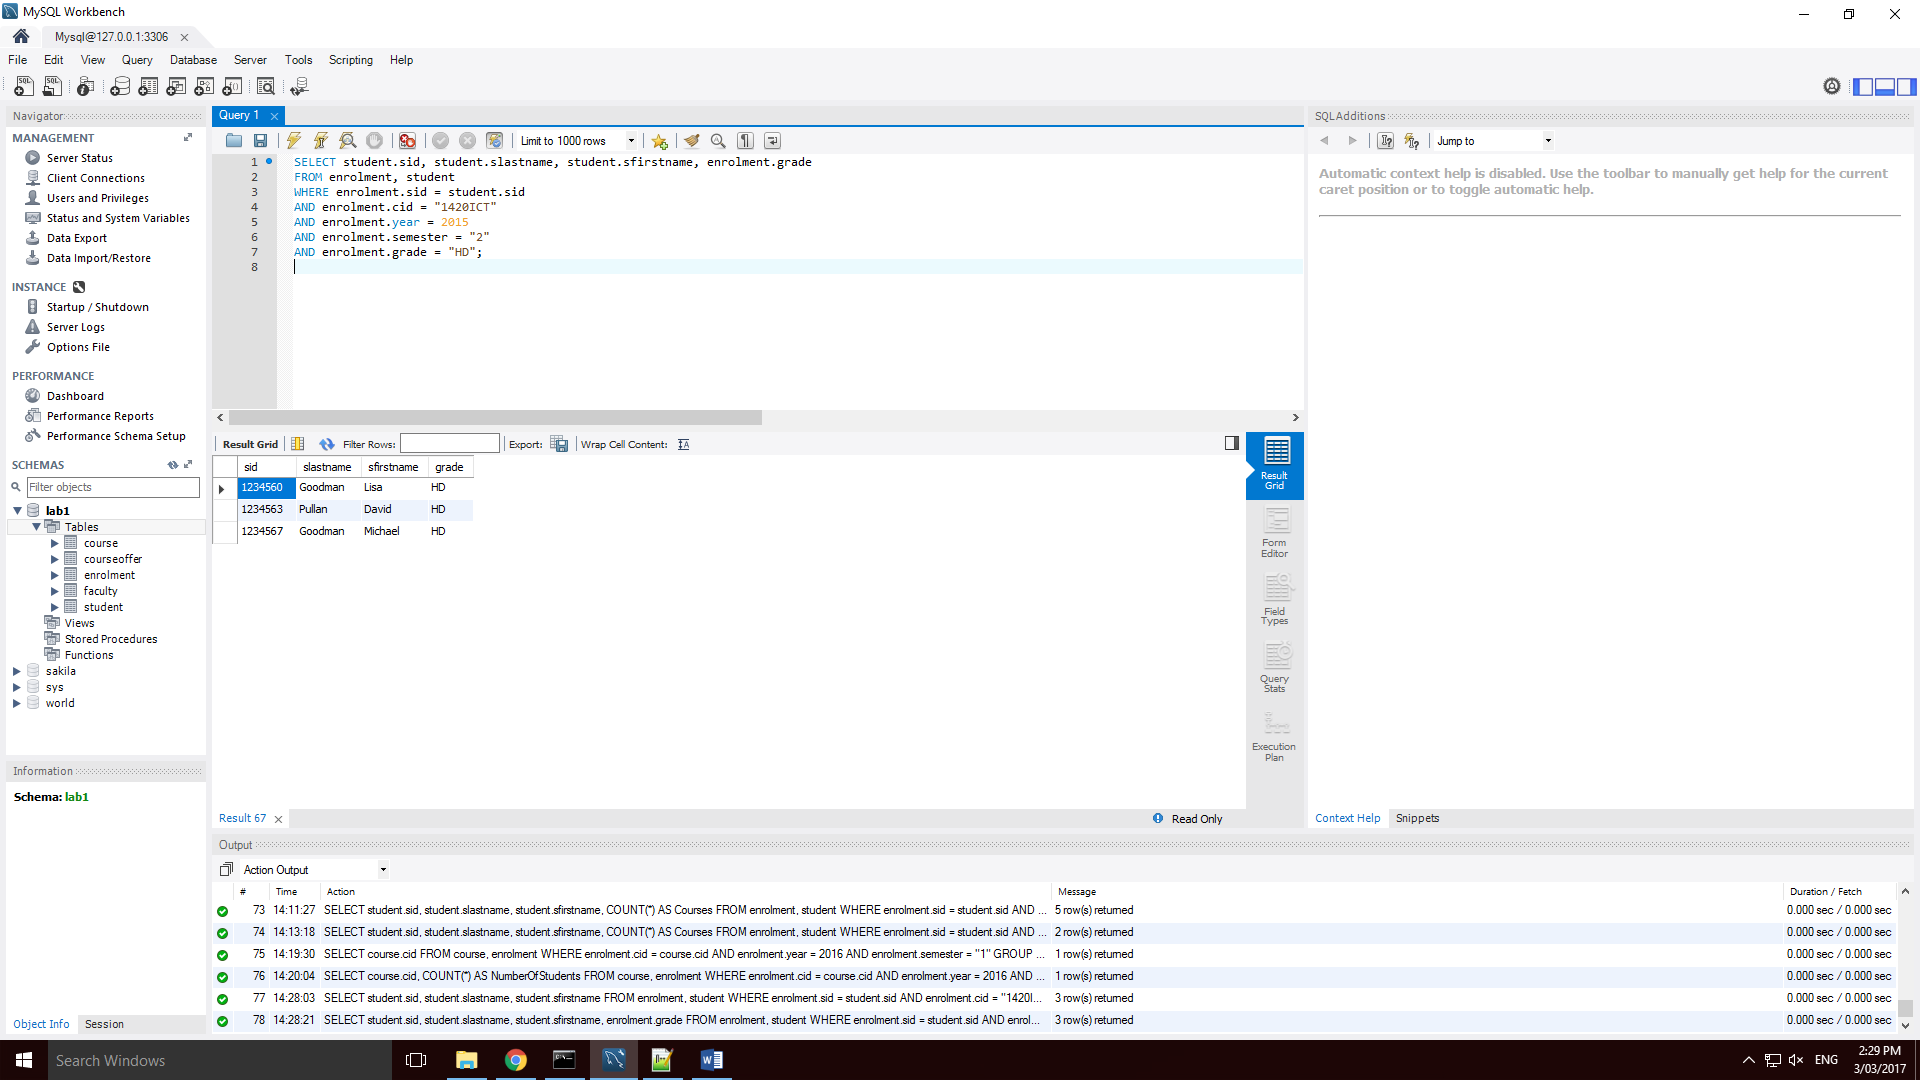 MySQL Workbench
Mysql@127.0.0.1:3306
File Edit View Query Database Server Tools Scripting Help
Navigator
MANAGEMENT
Server Status
Client Connections
Users and Privileges
Status and System Variables
Data Export
Data Import/Restore
INSTANCE
Startup / Shutdown
Server Logs
Options File
PERFORMANCE
Dashboard
Performance Reports
Performance Schema Setup
SCHEMAS
Filter objects
lab1
Tables
course
courseoffer
enrolment
faculty
student
Views
Stored Procedures
Functions
sakila
sys
world
Information
Schema: lab1
Object Info Session
Query 1
Limit to 1000 rows
1 SELECT student.sid, student.slastname, student.sfirstname, enrolment.grade
2 FROM enrolment, student
3 WHERE enrolment.sid = student.sid
4 AND enrolment.cid = "1420ICT"
5 AND enrolment.year = 2015
6 AND enrolment.semester = "2"
7 AND enrolment.grade = "HD";
8
Result Grid Filter Rows: Export: Wrap Cell Content:
sid slastname sfirstname grade
1234560 Goodman Lisa HD
1234563 Pullan David HD
1234567 Goodman Michael HD
Result Grid
Form Editor
Field Types
Query Stats
Execution Plan
Result 67
Read Only
SQLAdditions
Jump to
Automatic context help is disabled. Use the toolbar to manually get help for the current
caret position or to toggle automatic help.
Context Help Snippets
Output
Action Output
# Time Action Message Duration / Fetch
73 14:11:27 SELECT student.sid, student.slastname, student.sfirstname, COUNT(*) AS Courses FROM enrolment, student WHERE enrolment.sid = student.sid AND ... 5 row(s) returned 0.000 sec / 0.000 sec
74 14:13:18 SELECT student.sid, student.slastname, student.sfirstname, COUNT(*) AS Courses FROM enrolment, student WHERE enrolment.sid = student.sid AND ... 2 row(s) returned 0.000 sec / 0.000 sec
75 14:19:30 SELECT course.cid FROM course, enrolment WHERE enrolment.cid = course.cid AND enrolment.year = 2016 AND enrolment.semester = "1" GROUP ... 1 row(s) returned 0.000 sec / 0.000 sec
76 14:20:04 SELECT course.cid, COUNT(*) AS NumberOfStudents FROM course, enrolment WHERE enrolment.cid = course.cid AND enrolment.year = 2016 AND ... 1 row(s) returned 0.000 sec / 0.000 sec
77 14:28:03 SELECT student.sid, student.slastname, student.sfirstname FROM enrolment, student WHERE enrolment.sid = student.sid AND enrolment.cid = "1420I... 3 row(s) returned 0.000 sec / 0.000 sec
78 14:28:21 SELECT student.sid, student.slastname, student.sfirstname, enrolment.grade FROM enrolment, student WHERE enrolment.sid = student.sid AND enrol... 3 row(s) returned 0.000 sec / 0.000 sec
Search Windows
ENG
2:29 PM
3/03/2017